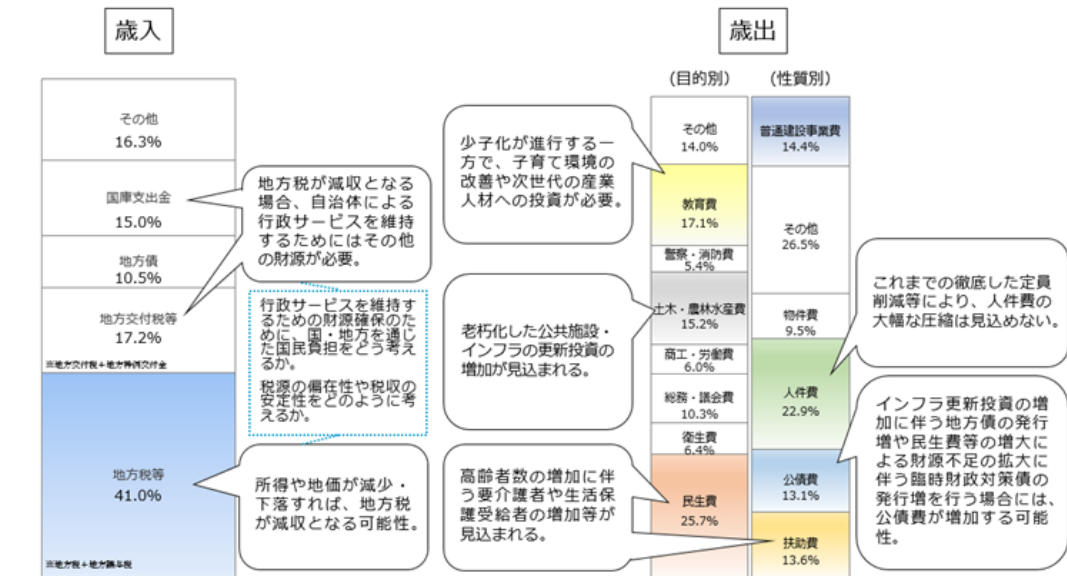 歳入
その他
16.3%
国庫支出金
15.0%
地方債
10.5%
地方交付税等
17.2%
※地方交付税＋地方特例交付金
地方税等
41.0%
※地方税＋地方譲与税
地方税が減収となる
場合、自治体による
行政サービスを維持
するためにはその他
の財源が必要。
行政サービスを維持す
るための財源確保のた
めに、国・地方を通じ
た国民負担をどう考え
るか。
税源の偏在性や税収の
安定性をどのように考
えるか。
所得や地価が減少・
下落すれば、地方税
が減収となる可能性。
歳出
（目的別）
（性質別）
少子化が進行する一
方で、子育て環境の
改善や次世代の産業
人材への投資が必要。
老朽化した公共施設・
インフラの更新投資の
増加が見込まれる。
高齢者数の増加に伴
う要介護者や生活保
護受給者の増加等が
見込まれる。
その他
14.0%
教育費
17.1%
警察・消防費
5.4%
土木・農林水産費
15.2%
商工・労働費
6.0%
総務・議会費
10.3%
衛生費
6.4%
民生費
25.7%
普通建設事業費
14.4%
その他
26.5%
物件費
9.5%
人件費
22.9%
公債費
13.1%
扶助費
13.6%
これまでの徹底した定員
削減等により、人件費の
大幅な圧縮は見込めない。
インフラ更新投資の増
加に伴う地方債の発行
増や民生費等の増大に
よる財源不足の拡大に
伴う臨時財政対策債の
発行増を行う場合には、
公債費が増加する可能
性。